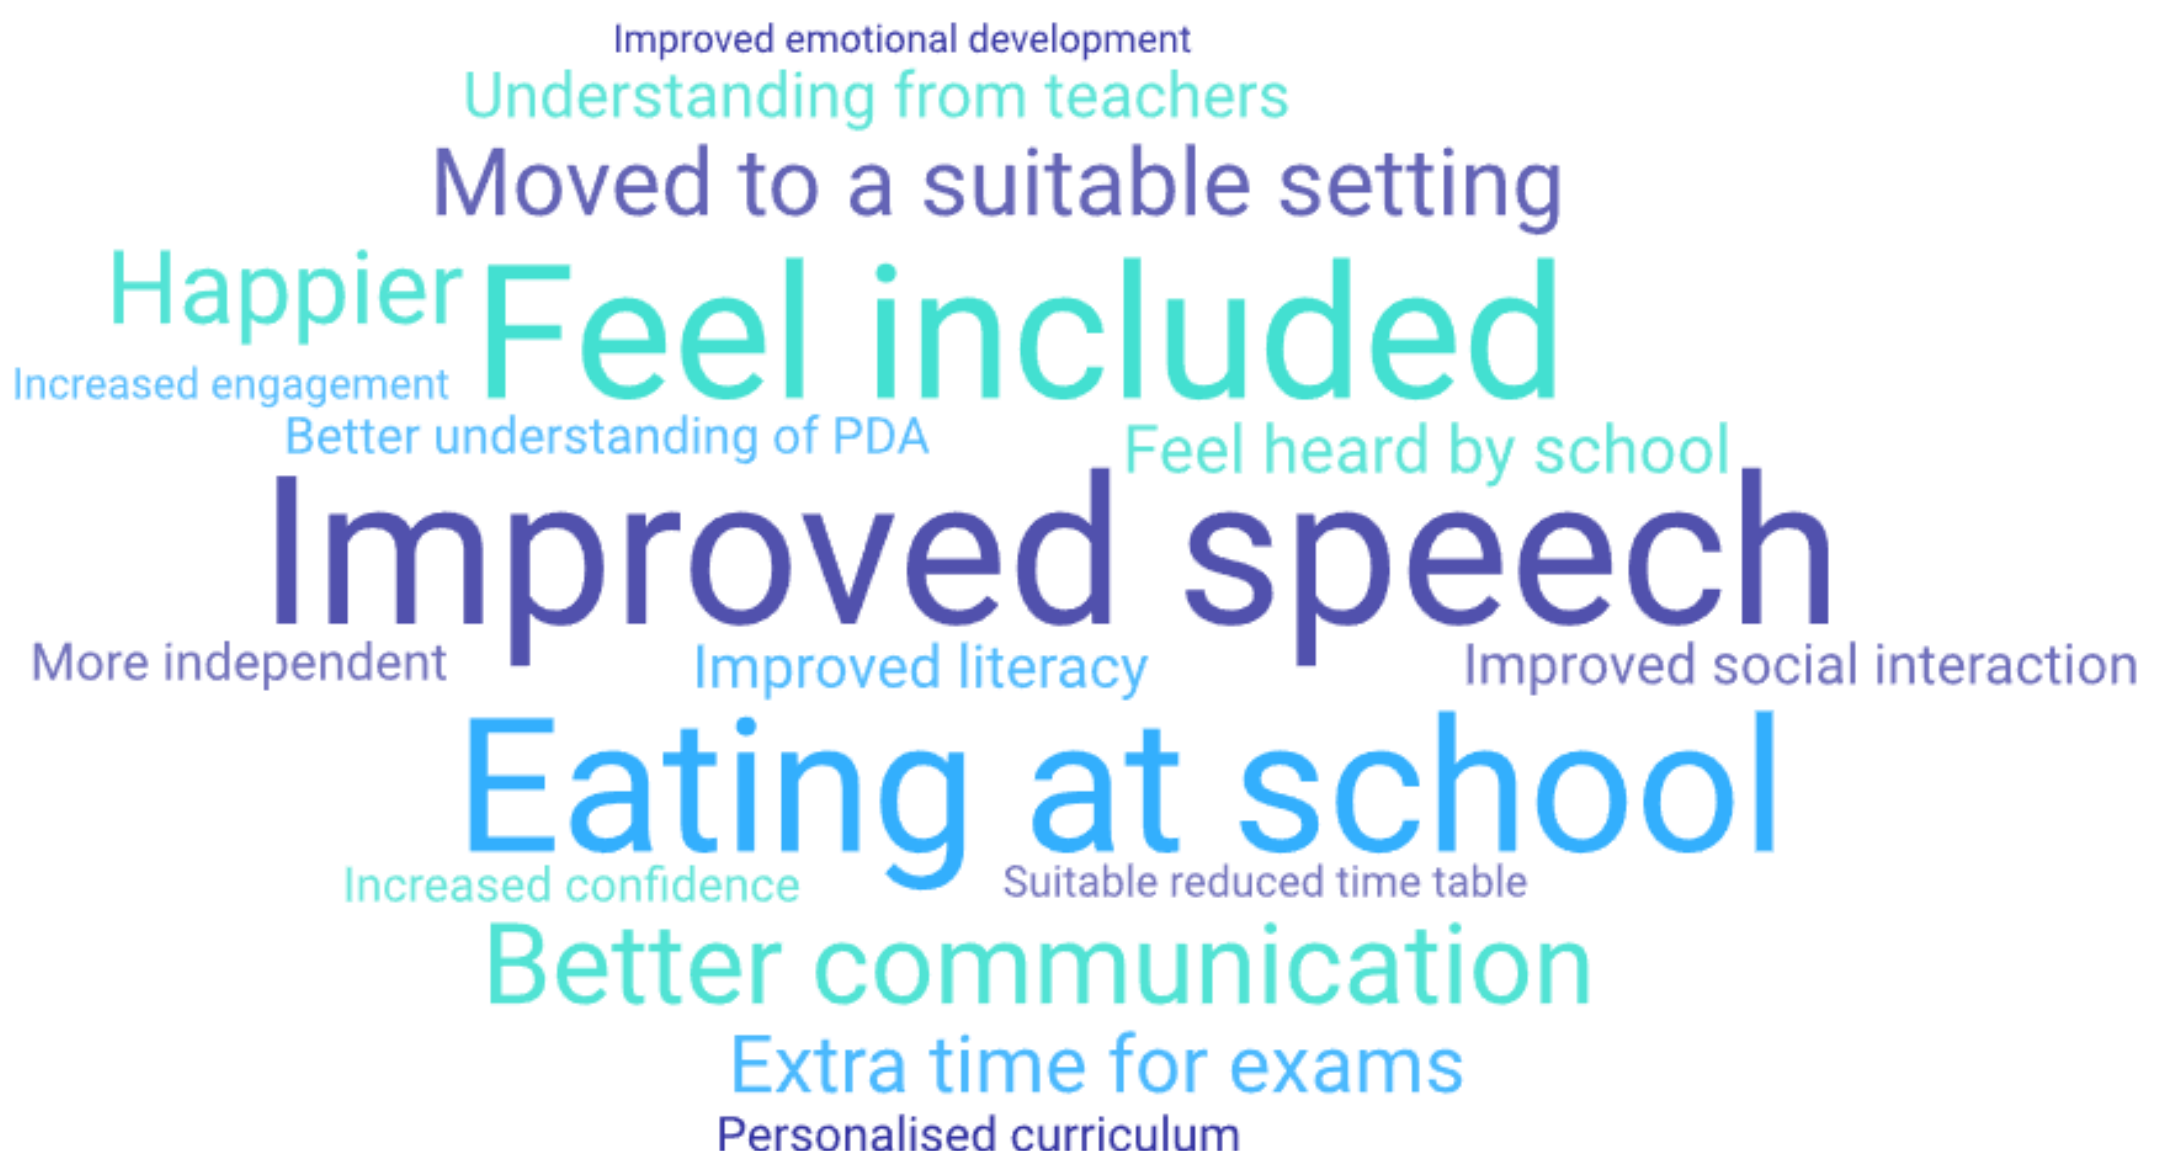 Improved emotional development
Understanding from teachers
Moved to a suitable setting
Happier
Feel included
Increased engagement
Better understanding of PDA
Feel heard by school
Improved speech
More independent
Improved literacy
Improved social interaction
Eating at school
Increased confidence
Suitable reduced time table
Better communication
Extra time for exams
Personalised curriculum